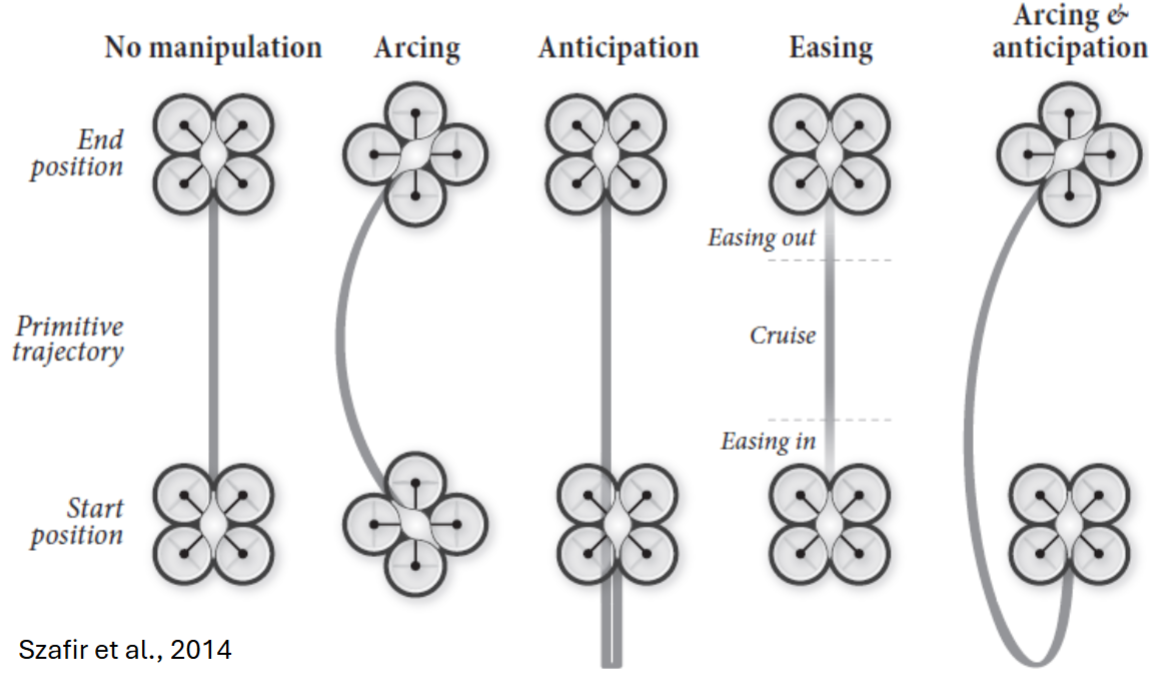 Arcing &
No manipulation Arcing Anticipation Easing anticipation
End
position
Easing out
Primitive
trajectory
Cruise
Easing in
Start
position
Szafir et al., 2014